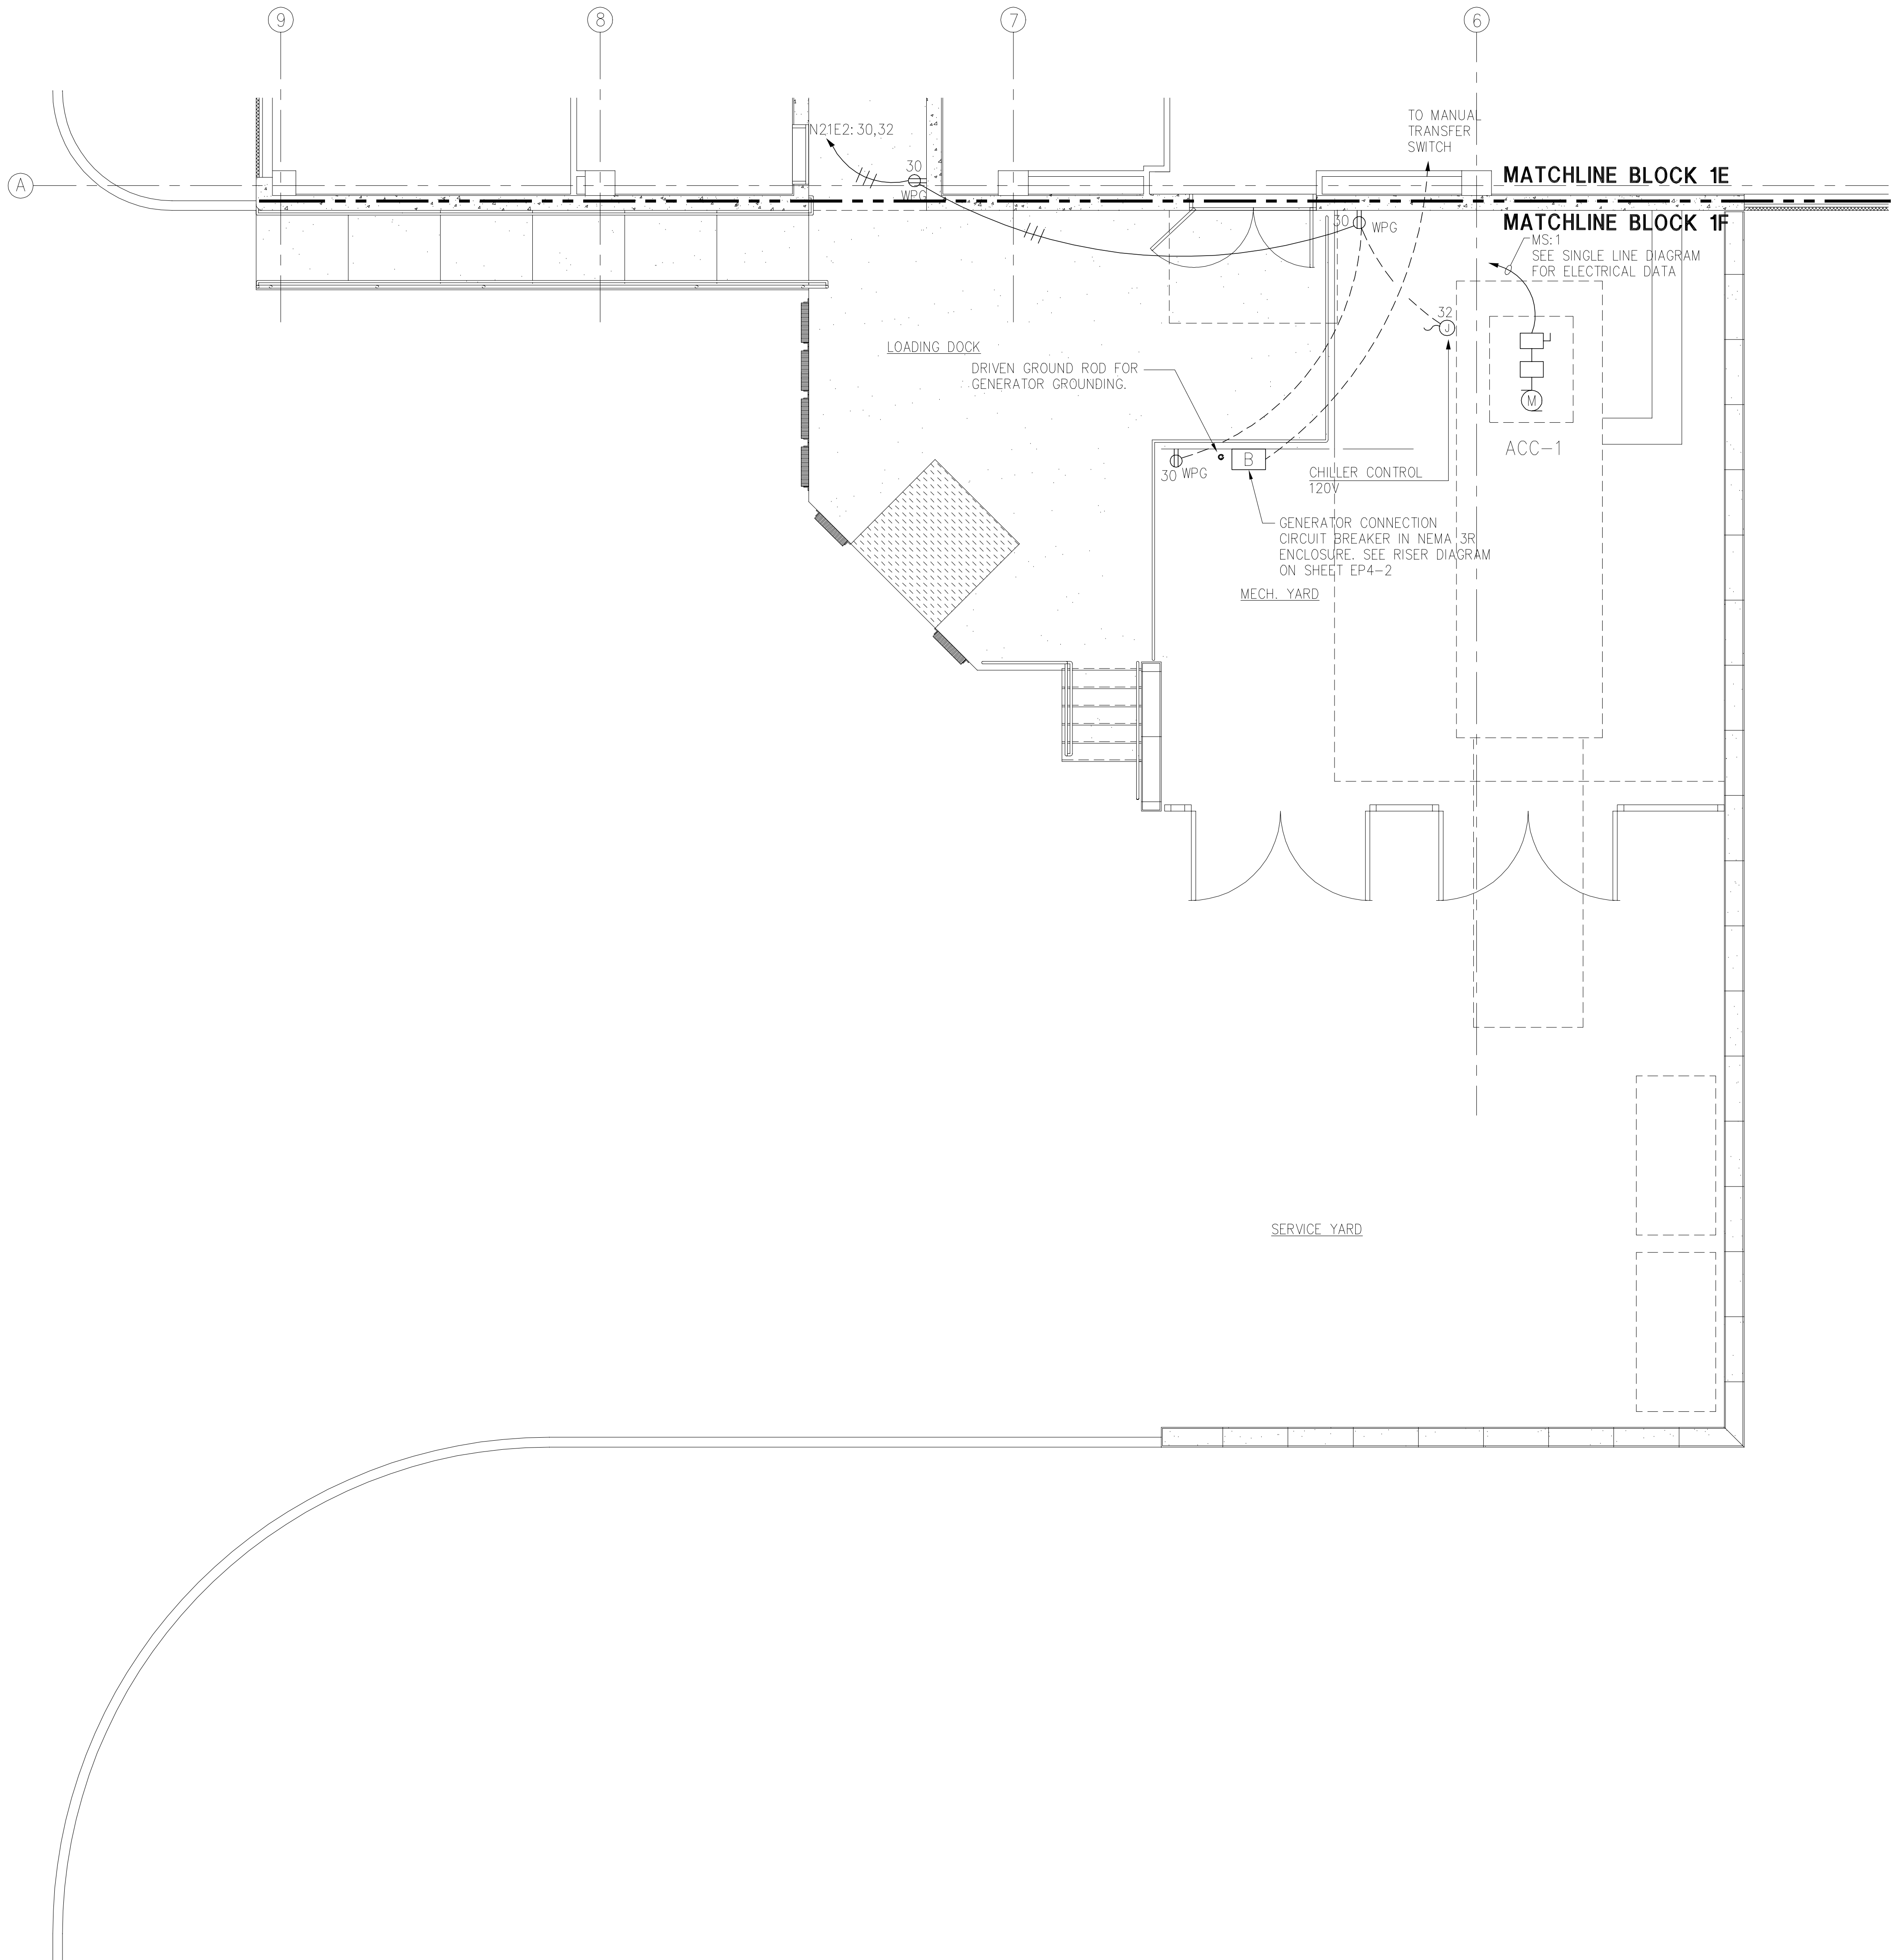 9
8
7
6
A
N21E2:30,32
30
WPG
TO MANUAL
TRANSFER
SWITCH
MATCHLINE BLOCK 1E
MATCHLINE BLOCK 1F
30
WPG
MS:1
SEE SINGLE LINE DIAGRAM
FOR ELECTRICAL DATA
32
J
M
ACC-1
LOADING DOCK
DRIVEN GROUND ROD FOR
GENERATOR GROUNDING.
30 WPG
B
CHILLER CONTROL
120V
GENERATOR CONNECTION
CIRCUIT BREAKER IN NEMA 3R
ENCLOSURE. SEE RISER DIAGRAM
ON SHEET EP4-2
MECH. YARD
SERVICE YARD